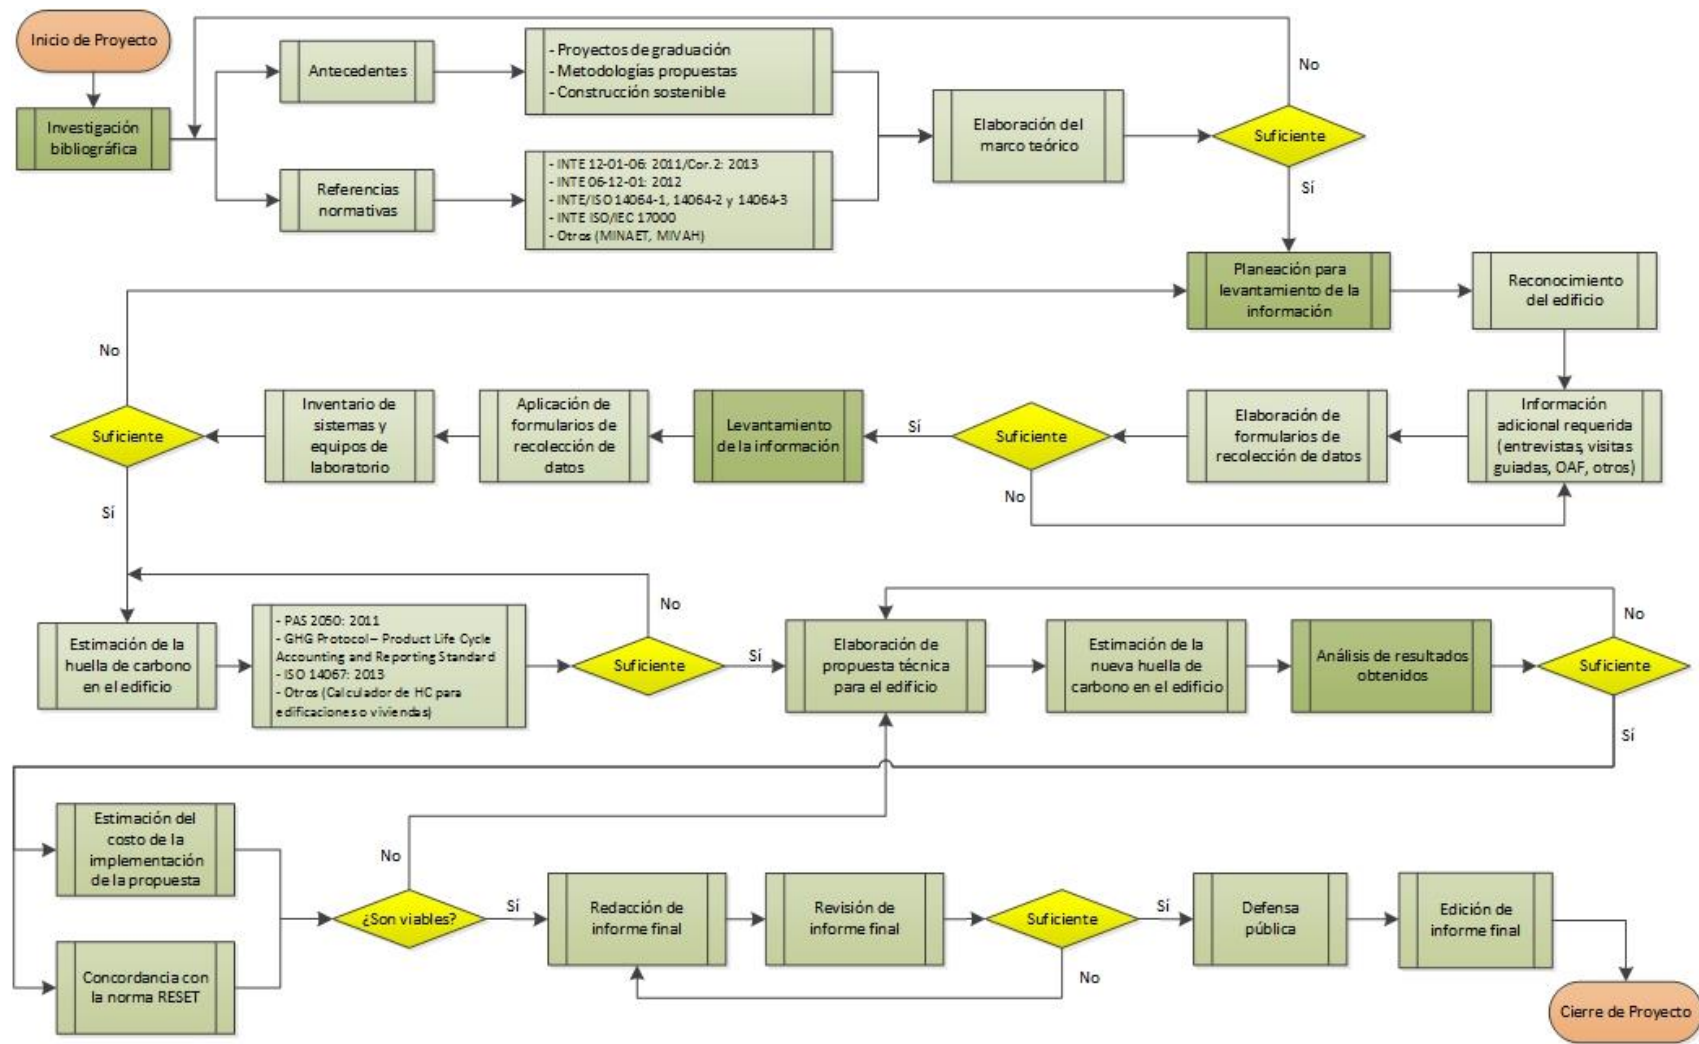 Inicio de Proyecto
Investigación
bibliográfica
Antecedentes
- Proyectos de graduación
- Metodologías propuestas
- Construcción sostenible
Referencias
normativas
- INTE 12-01-06: 2011/Cor.2: 2013
- INTE 06-12-01: 2012
- INTE/ISO 14064-1, 14064-2 y 14064-3
- INTE ISO/IEC 17000
- Otros (MINAET, MIVAH)
Elaboración del
marco teórico
Suficiente
No
Sí
Planeación para
levantamiento de la
información
Reconocimiento
del edificio
Información
adicional requerida
(entrevistas, visitas
guiadas, OAF, otros)
Elaboración de
formularios de
recolección de datos
Suficiente
No
Sí
Levantamiento
de la información
Aplicación de
formularios de
recolección de
datos
Inventario de
sistemas y
equipos de
laboratorio
Suficiente
No
Sí
Estimación de la
huella de carbono
en el edificio
- PAS 2050: 2011
- GHG Protocol – Product Life Cycle
Accounting and Reporting Standard
- ISO 14067: 2013
- Otros (Calculador de HC para
edificaciones o viviendas)
Suficiente
No
Sí
Elaboración de
propuesta técnica
para el edificio
Estimación de la
nueva huella de
carbono en el edificio
Análisis de resultados
obtenidos
Suficiente
No
Sí
Estimación del
costo de la
implementación
de la propuesta
Concordancia con
la norma RESET
¿Son viables?
No
Sí
Redacción de
informe final
Revisión de
informe final
Suficiente
No
Sí
Defensa
pública
Edición de
informe final
Cierre de Proyecto